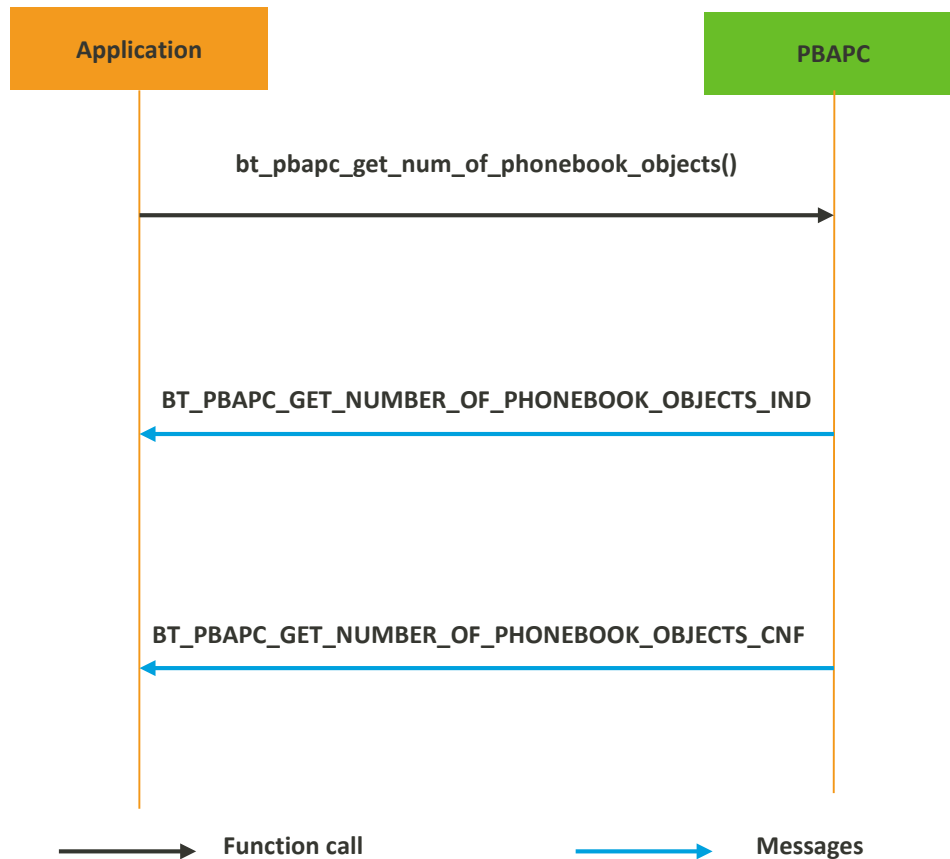 Application
PBAPC
bt_pbapc_get_num_of_phonebook_objects()
BT_PBAPC_GET_NUMBER_OF_PHONEBOOK_OBJECTS_IND
BT_PBAPC_GET_NUMBER_OF_PHONEBOOK_OBJECTS_CNF
Function call
Messages